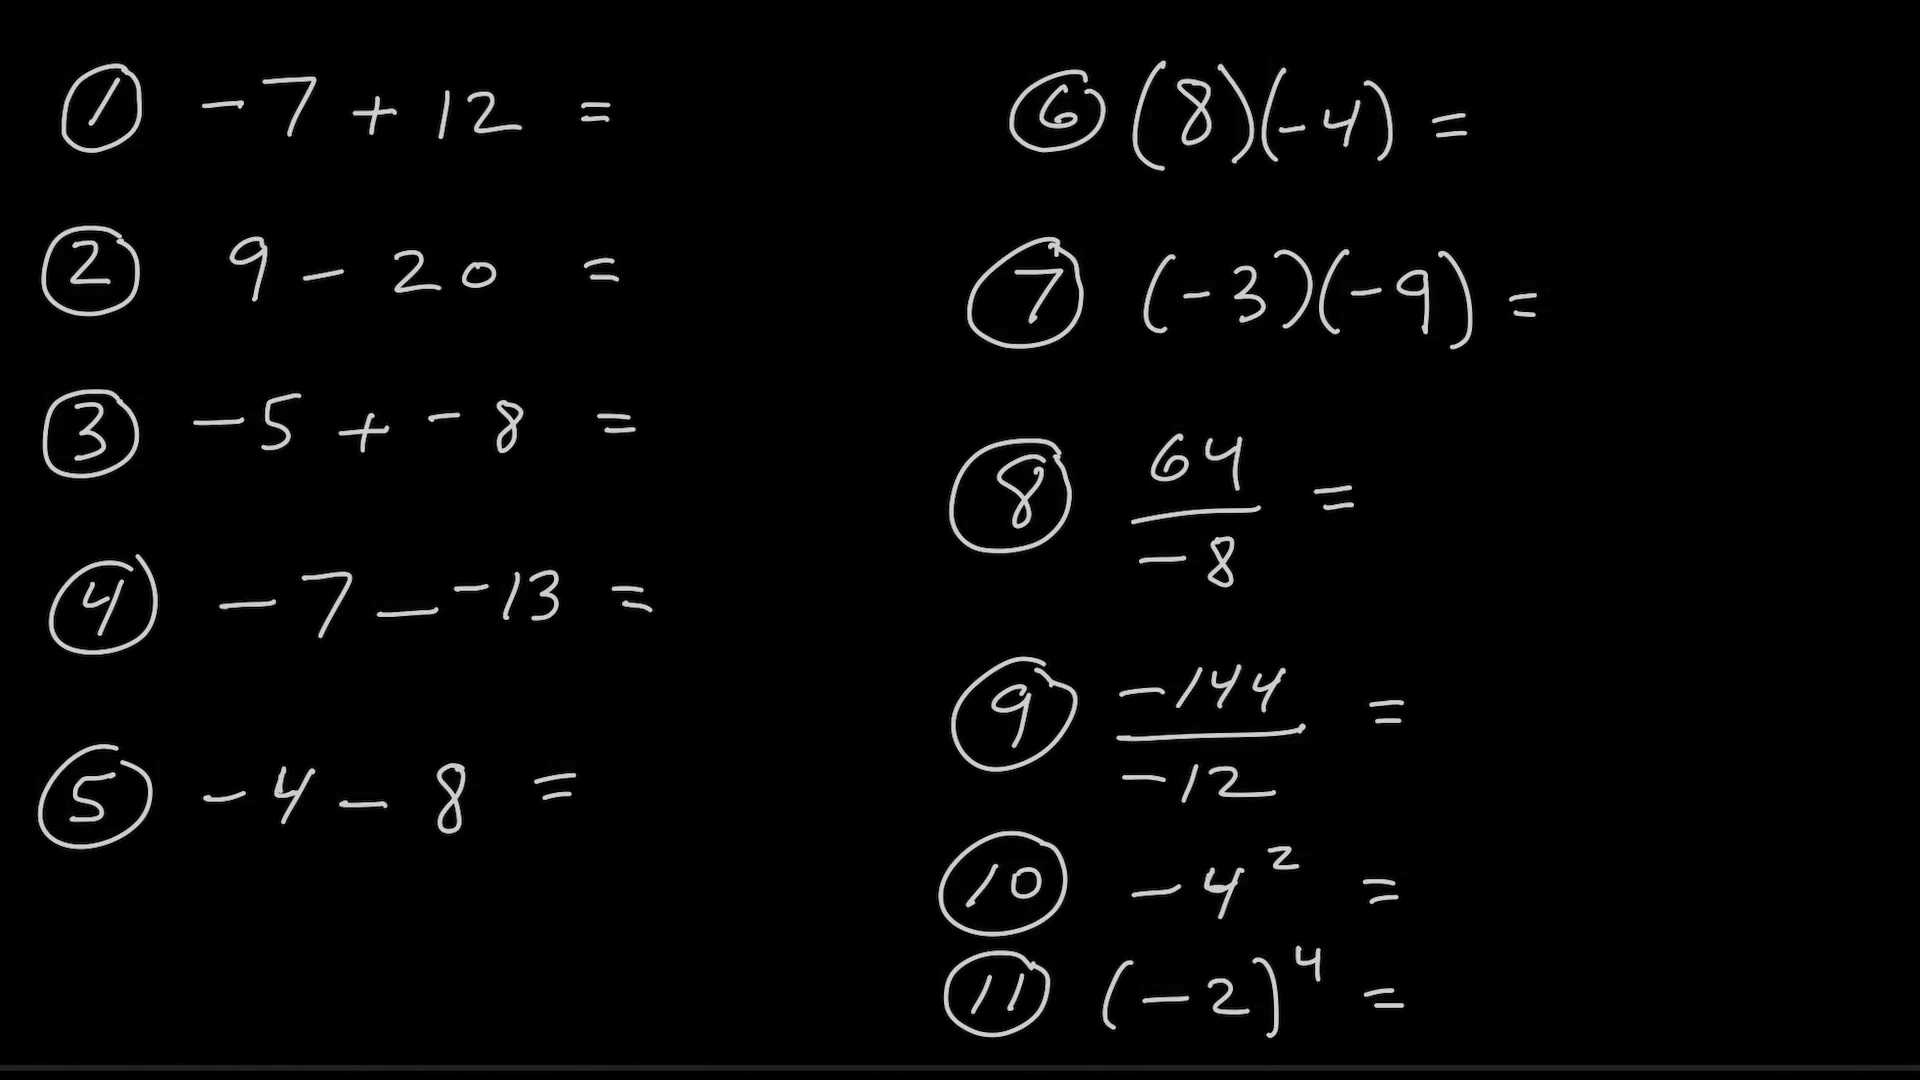 ① -7 + 12 =
② 9 - 20 =
③ -5 + -8 =
④ -7 - -13 =
⑤ -4 - 8 =
⑥ (8)(-4) =
⑦ (-3)(-9) =
⑧ 64/-8 =
⑨ -144/-12 =
⑩ -4² =
⑪ (-2)⁴ =